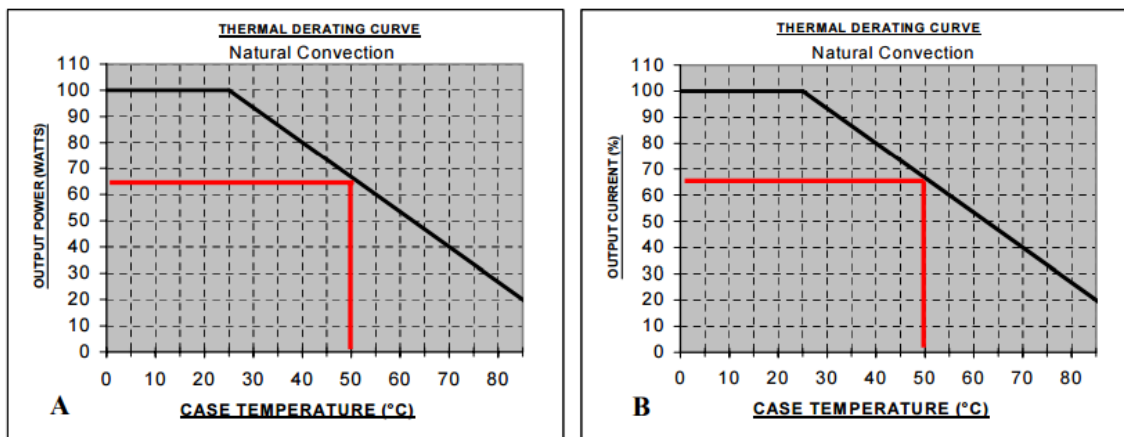 THERMAL DERATING CURVE
Natural Convection
110
100
90
80
70
60
50
40
30
20
10
0
OUTPUT POWER (WATTS)
0 10 20 30 40 50 60 70 80
A
CASE TEMPERATURE (°C)
THERMAL DERATING CURVE
Natural Convection
110
100
90
80
70
60
50
40
30
20
10
0
OUTPUT CURRENT (%)
0 10 20 30 40 50 60 70 80
B
CASE TEMPERATURE (°C)